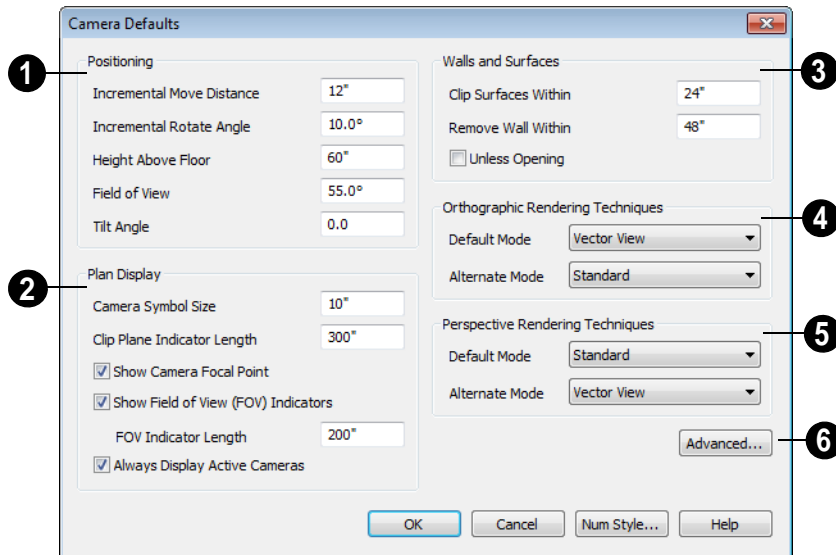 Camera Defaults
1
Positioning
Incremental Move Distance 12"
Incremental Rotate Angle 10.0°
Height Above Floor 60"
Field of View 55.0°
Tilt Angle 0.0
2
Plan Display
Camera Symbol Size 10"
Clip Plane Indicator Length 300"
Show Camera Focal Point
Show Field of View (FOV) Indicators
FOV Indicator Length 200"
Always Display Active Cameras
3
Walls and Surfaces
Clip Surfaces Within 24"
Remove Wall Within 48"
Unless Opening
4
Orthographic Rendering Techniques
Default Mode Vector View
Alternate Mode Standard
5
Perspective Rendering Techniques
Default Mode Standard
Alternate Mode Vector View
6
Advanced...
OK Cancel Num Style... Help